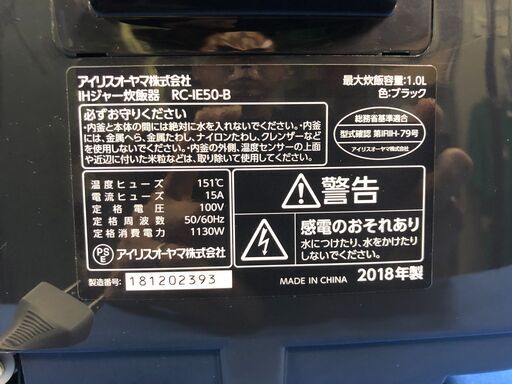 アイリスオーヤマ株式会社
IHジャー炊飯器 RC-IE50-B
最大炊飯容量:1.0L
色:ブラック
必ずお守りください
・内釜と本体の間には絶対に水を入れないでください。・内釜
には、金属へら、金属たわし、ナイロンたわし、クレンザーなど
を使用しないでください。・内釜の外側、温度センサーの上面
や近辺に付いた米粒などは、取り除いて使用してください。
総務省基準適合
型式確認 第IRIH-79号
アイリスオーヤマ株式会社
温度ヒューズ 151℃
電流ヒューズ 15A
定格電圧 100V
定格周波数 50/60Hz
定格消費電力 1130W
PSE アイリスオーヤマ株式会社
製造番号: 181202393
警告
感電のおそれあり
水につけたり、水をかけたり
しないでください。
MADE IN CHINA 2018年製